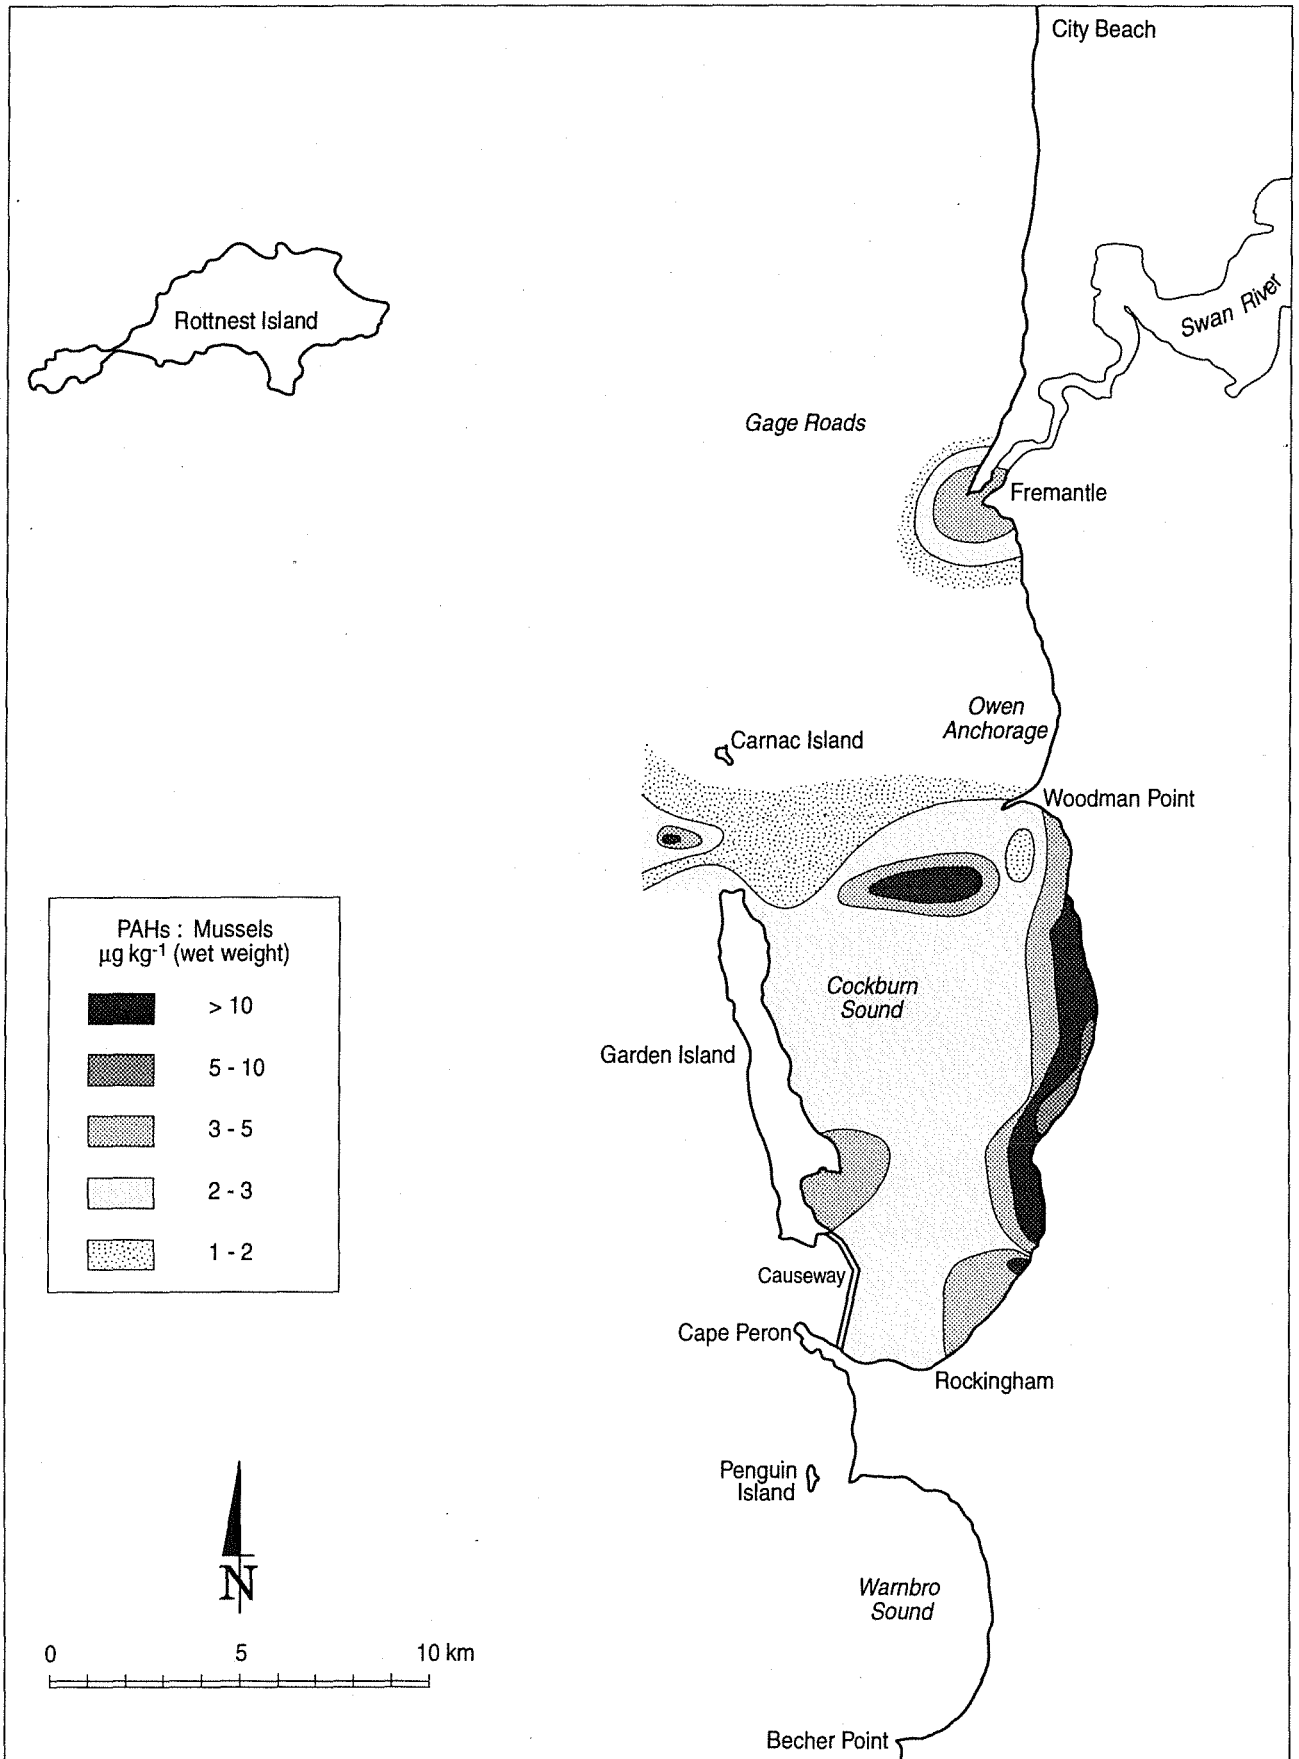 City Beach
Rottnest Island
Swan River
Gage Roads
Fremantle
Owen
Anchorage
Carnac Island
Woodman Point
PAHs : Mussels
µg kg-1 (wet weight)
> 10
5 - 10
3 - 5
2 - 3
1 - 2
Cockburn
Sound
Garden Island
Causeway
Cape Peron
Rockingham
Penguin
Island
N
Warnbro
Sound
0 5 10 km
Becher Point